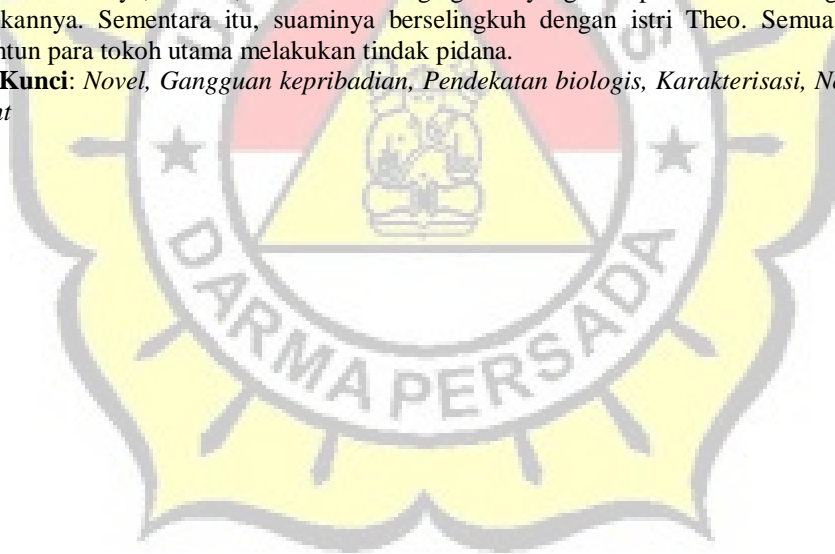 kannya. Sementara itu, suaminya berselingkuh dengan istri Theo. Semua
ntun para tokoh utama melakukan tindak pidana.
Kunci: Novel, Gangguan kepribadian, Pendekatan biologis, Karakterisasi, N
nt
DARMA PERSADA